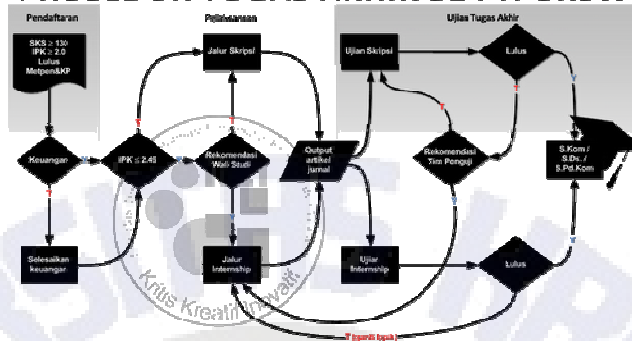 Pendaftaran
Pelaksanaan
Ujian Tugas Akhir
SKS ≥ 130
IPK ≥ 2.0
Lulus
Metpen&KP
Jalur Skripsi
Ujian Skripsi
Lulus
Keuangan
Y
IPK ≤ 2.49
Y
Rekomendasi
Wali Studi
Output
artikel
jurnal
Rekomendasi
Tim Penguji
S.Kom /
S.Ds. /
S.Pd.Kom
T
T
T
T
T
Y
Y
Y
Y
Selesaikan
keuangan
Jalur
Internship
Ujian
Internship
Lulus
Kritis Kreatif Inovatif